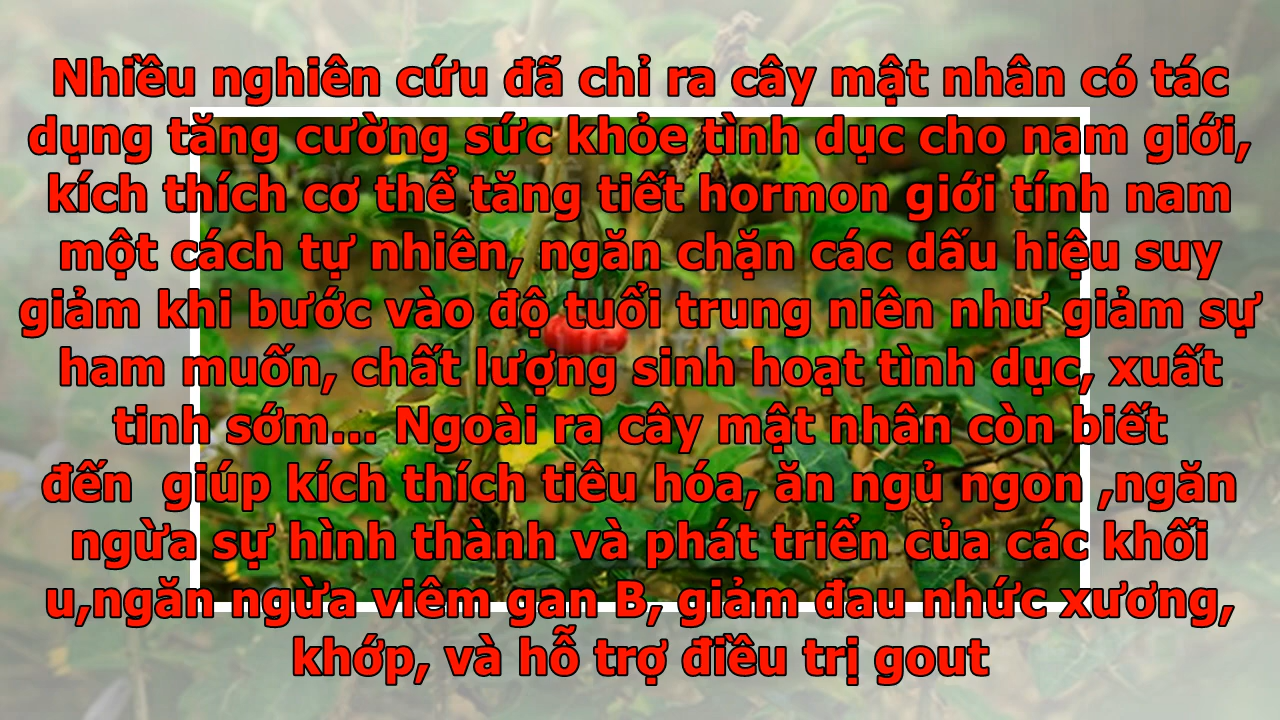 Nhiều nghiên cứu đã chỉ ra cây mật nhân có tác
dụng tăng cường sức khỏe tình dục cho nam giới,
kích thích cơ thể tăng tiết hormon giới tính nam
một cách tự nhiên, ngăn chặn các dấu hiệu suy
giảm khi bước vào độ tuổi trung niên như giảm sự
ham muốn, chất lượng sinh hoạt tình dục, xuất
tinh sớm... Ngoài ra cây mật nhân còn biết
đến  giúp kích thích tiêu hóa, ăn ngủ ngon ,ngăn
ngừa sự hình thành và phát triển của các khối
u,ngăn ngừa viêm gan B, giảm đau nhức xương,
khớp, và hỗ trợ điều trị gout